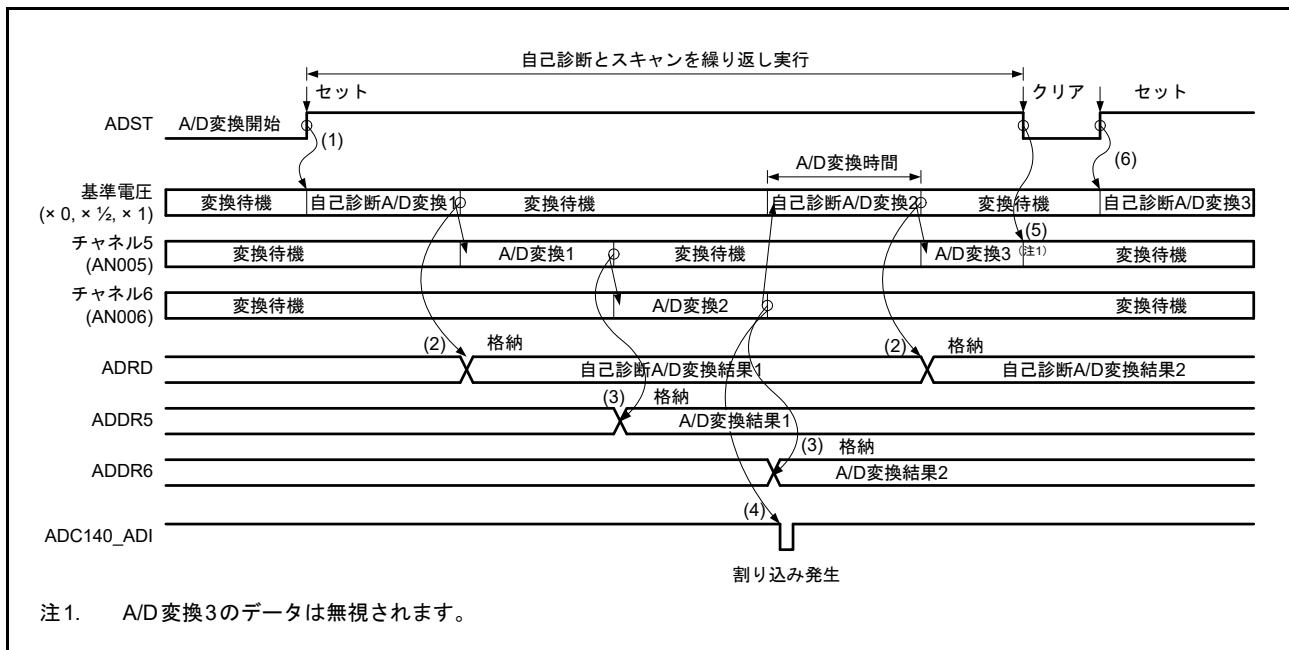 自己診断とスキャンを繰り返し実行
セット
クリア
セット
ADST
A/D変換開始
(1)
(6)
A/D変換時間
基準電圧
(× 0, × ½, × 1)
変換待機
自己診断A/D変換1
変換待機
自己診断A/D変換2
変換待機
自己診断A/D変換3
チャネル5
(AN005)
変換待機
A/D変換1
変換待機
A/D変換3
(5)
(注1)
チャネル6
(AN006)
変換待機
A/D変換2
変換待機
ADRD
(2)
格納
自己診断A/D変換結果1
(2)
格納
自己診断A/D変換結果2
ADDR5
(3)
格納
A/D変換結果1
ADDR6
(3)
格納
A/D変換結果2
ADC140_ADI
(4)
割り込み発生
注1. A/D変換3のデータは無視されます。